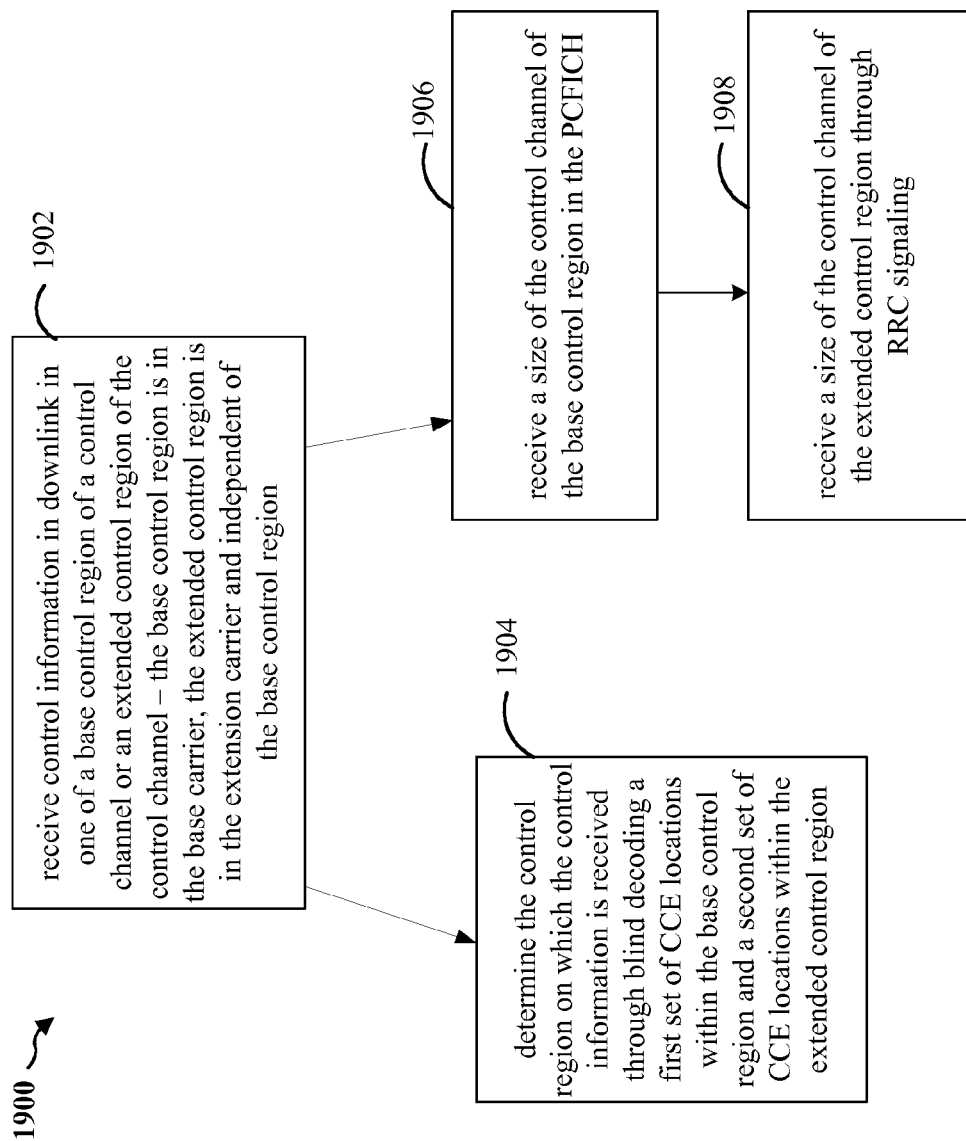 1900
1902
receive control information in downlink in
one of a base control region of a control
channel or an extended control region of the
control channel – the base control region is in
the base carrier, the extended control region is
in the extension carrier and independent of
the base control region
1904
determine the control
region on which the control
information is received
through blind decoding a
first set of CCE locations
within the base control
region and a second set of
CCE locations within the
extended control region
1906
receive a size of the control channel of
the base control region in the PCFICH
1908
receive a size of the control channel of
the extended control region through
RRC signaling